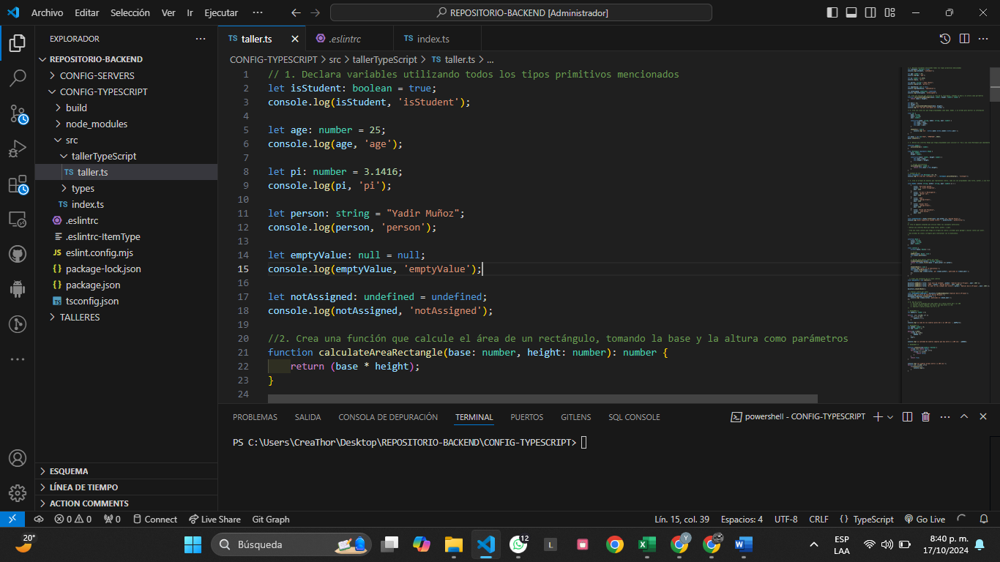 Archivo Editar Selección Ver Ir Ejecutar ···
REPOSITORIO-BACKEND [Administrador]
EXPLORADOR ···
REPOSITORIO-BACKEND
CONFIG-SERVERS
CONFIG-TYPESCRIPT
build
node_modules
src
tallerTypeScript
TS taller.ts
types
TS index.ts
.eslintrc
.eslintrc-ItemType
JS eslint.config.mjs
{} package-lock.json
{} package.json
TS tsconfig.json
TALLERES
ESQUEMA
LÍNEA DE TIEMPO
ACTION COMMENTS
TS taller.ts .eslintrc TS index.ts
CONFIG-TYPESCRIPT > src > tallerTypeScript > TS taller.ts > ...
1 // 1. Declara variables utilizando todos los tipos primitivos mencionados
2 let isStudent: boolean = true;
3 console.log(isStudent, 'isStudent');
4
5 let age: number = 25;
6 console.log(age, 'age');
7
8 let pi: number = 3.1416;
9 console.log(pi, 'pi');
10
11 let person: string = "Yadir Muñoz";
12 console.log(person, 'person');
13
14 let emptyValue: null = null;
15 console.log(emptyValue, 'emptyValue');
16
17 let notAssigned: undefined = undefined;
18 console.log(notAssigned, 'notAssigned');
19
20 //2. Crea una función que calcule el área de un rectángulo, tomando la base y la altura como parámetros
21 function calculateAreaRectangle(base: number, height: number): number {
22     return (base * height);
23 }
24
PROBLEMAS SALIDA CONSOLA DE DEPURACIÓN TERMINAL PUERTOS GITLENS SQL CONSOLE
powershell - CONFIG-TYPESCRIPT
PS C:\Users\CreaThor\Desktop\REPOSITORIO-BACKEND\CONFIG-TYPESCRIPT>
0 0 0 Connect Live Share Git Graph
Lín. 15, col. 39 Espacios: 4 UTF-8 CRLF {} TypeScript Go Live
20°
Búsqueda
12
L
Y
ESP
LAA
8:40 p. m.
17/10/2024